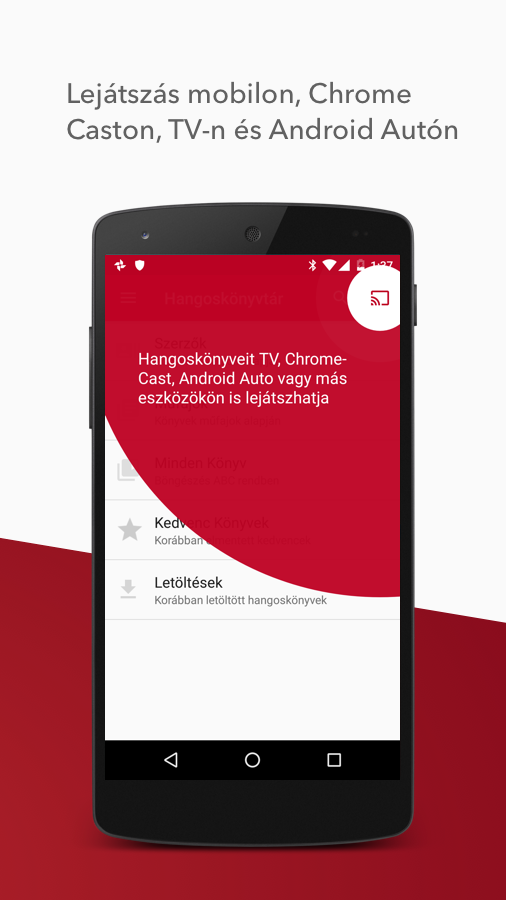 Lejátszás mobilon, Chrome
Caston, TV-n és Android Autón
1:37
Hangoskönyvtár
Szerzők
Hangoskönyveit TV, Chrome-
Cast, Android Auto vagy más
eszközökön is lejátszhatja
Minden Könyv
Kedvenc Könyvek
Korábban
Letöltések
Korábban letöltött hangoskönyvek